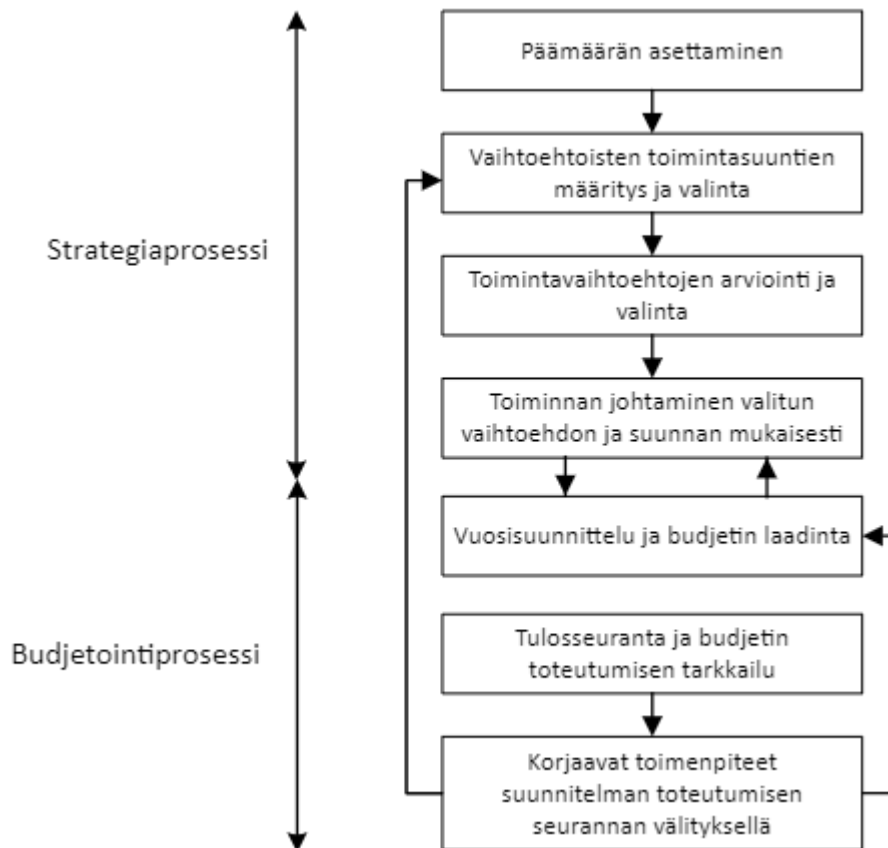 Päämäärän asettaminen
Vaihtoehtoisten toimintasuuntien
määritys ja valinta
Strategiaprosessi
Toimintavaihtoehtojen arviointi ja
valinta
Toiminnan johtaminen valitun
vaihtoehdon ja suunnan mukaisesti
Vuosisuunnittelu ja budjetin laadinta
Budjetointiprosessi
Tulosseuranta ja budjetin
toteutumisen tarkkailu
Korjaavat toimenpiteet
suunnitelman toteutumisen
seurannan välityksellä